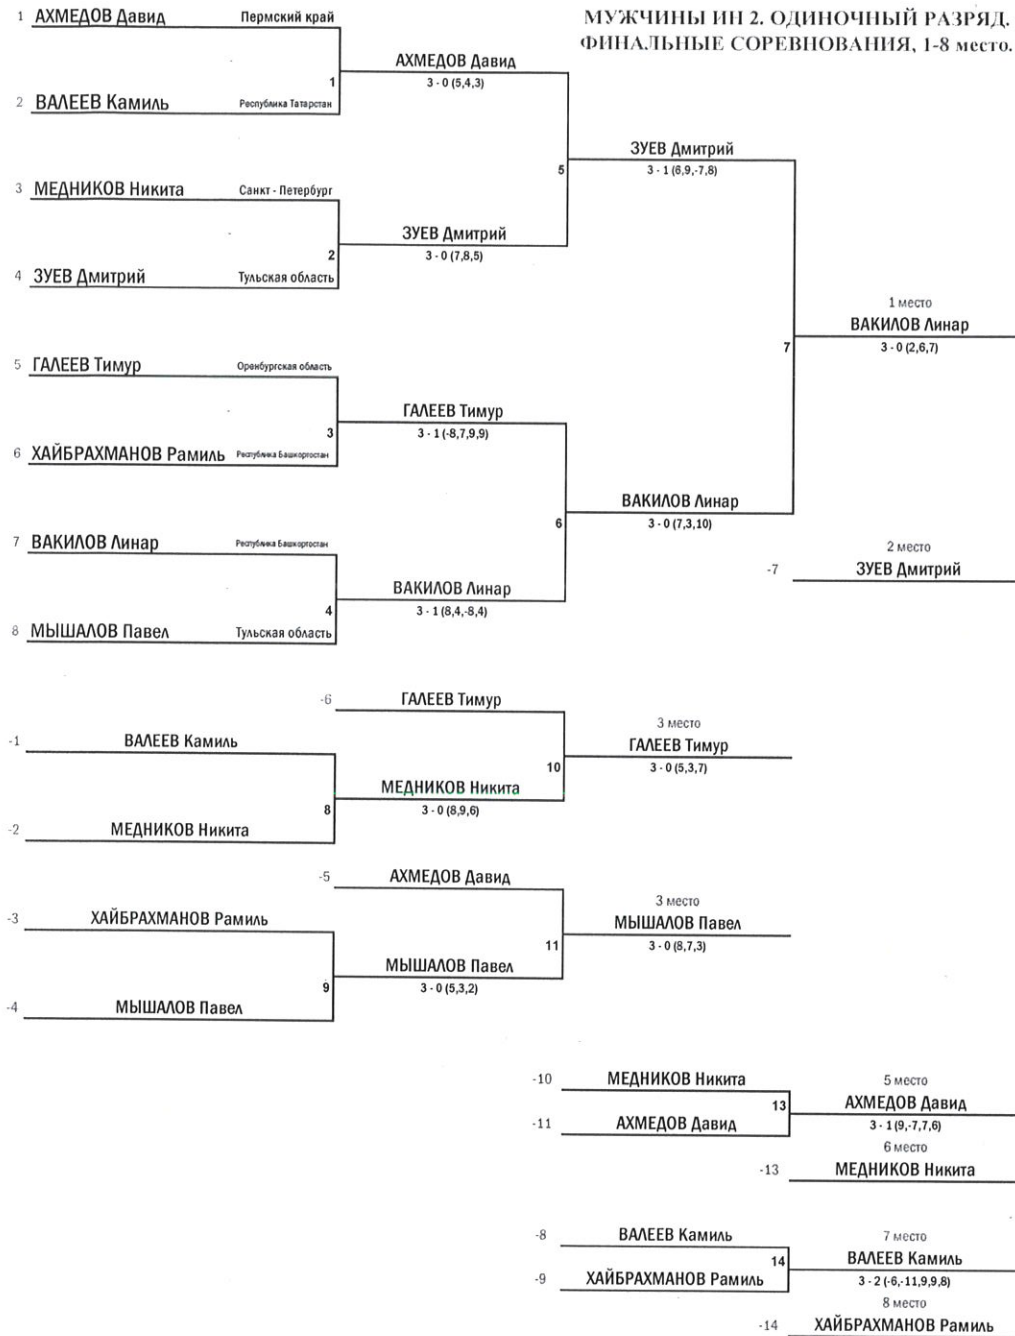 МУЖЧИНЫ ИН 2. ОДИНОЧНЫЙ РАЗРЯД.
ФИНАЛЬНЫЕ СОРЕВНОВАНИЯ, 1-8 место.
1 АХМЕДОВ Давид Пермский край
АХМЕДОВ Давид
1
3 - 0 (5,4,3)
2 ВАЛЕЕВ Камиль Республика Татарстан
ЗУЕВ Дмитрий
5
3 - 1 (6,9,-7,8)
3 МЕДНИКОВ Никита Санкт - Петербург
ЗУЕВ Дмитрий
2
3 - 0 (7,8,5)
4 ЗУЕВ Дмитрий Тульская область
1 место
ВАКИЛОВ Линар
7
3 - 0 (2,6,7)
5 ГАЛЕЕВ Тимур Оренбургская область
ГАЛЕЕВ Тимур
3
3 - 1 (-8,7,9,9)
6 ХАЙБРАХМАНОВ Рамиль Республика Башкортостан
ВАКИЛОВ Линар
6
3 - 0 (7,3,10)
7 ВАКИЛОВ Линар Республика Башкортостан
2 место
-7 ЗУЕВ Дмитрий
ВАКИЛОВ Линар
4
3 - 1 (8,4,-8,4)
8 МЫШАЛОВ Павел Тульская область
-6 ГАЛЕЕВ Тимур
3 место
-1 ВАЛЕЕВ Камиль
ГАЛЕЕВ Тимур
10
3 - 0 (5,3,7)
МЕДНИКОВ Никита
8
3 - 0 (8,9,6)
-2 МЕДНИКОВ Никита
-5 АХМЕДОВ Давид
3 место
-3 ХАЙБРАХМАНОВ Рамиль
МЫШАЛОВ Павел
11
3 - 0 (8,7,3)
МЫШАЛОВ Павел
9
3 - 0 (5,3,2)
-4 МЫШАЛОВ Павел
-10 МЕДНИКОВ Никита
5 место
13
АХМЕДОВ Давид
-11 АХМЕДОВ Давид
3 - 1 (9,-7,7,6)
6 место
-13 МЕДНИКОВ Никита
-8 ВАЛЕЕВ Камиль
7 место
14
ВАЛЕЕВ Камиль
-9 ХАЙБРАХМАНОВ Рамиль
3 - 2 (-6,-11,9,9,8)
8 место
-14 ХАЙБРАХМАНОВ Рамиль